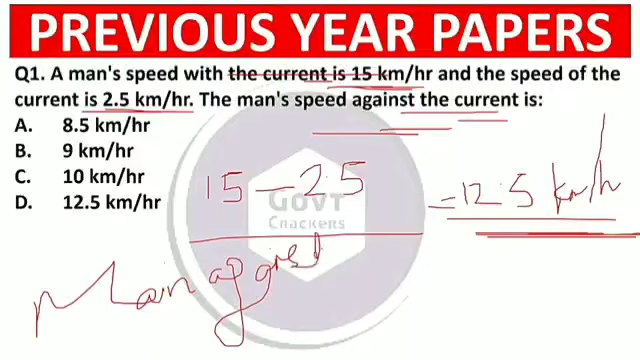 PREVIOUS YEAR PAPERS
Q1. A man's speed with the current is 15 km/hr and the speed of the
current is 2.5 km/hr. The man's speed against the current is:
A. 8.5 km/hr
B. 9 km/hr
C. 10 km/hr
D. 12.5 km/hr
15 - 2.5
= 12.5 km/h
GOVT
CRACKERS
Man